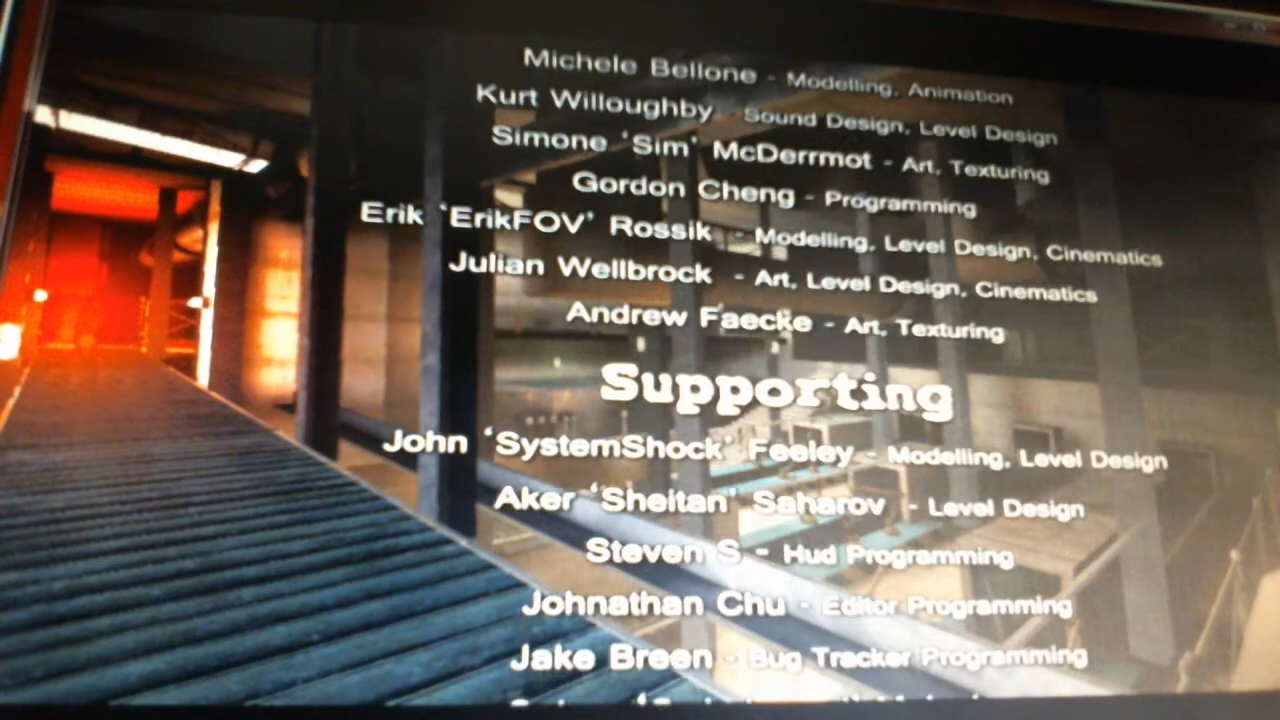 Michele Bellone - Modelling, Animation
Kurt Willoughby - Sound Design, Level Design
Simone 'Sim' McDerrmot - Art, Texturing
Gordon Cheng - Programming
Erik 'ErikFOV' Rossik - Modelling, Level Design, Cinematics
Julian Wellbrock - Art, Level Design, Cinematics
Andrew Faecke - Art, Texturing
Supporting
John 'SystemShock' Feeley - Modelling, Level Design
Aker 'Sheitan' Saharov - Level Design
Steven S. - Hud Programming
Johnathan Chu - Editor Programming
Jake Breen - Bug Tracker Programming